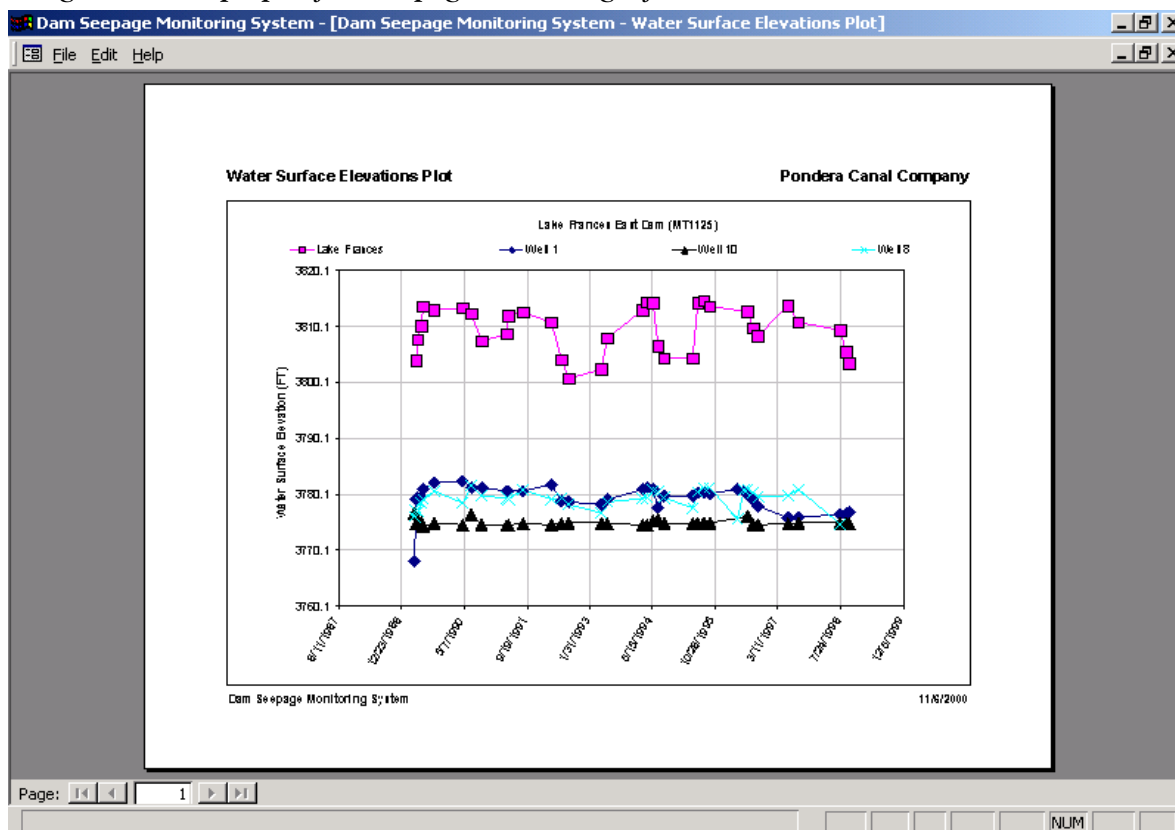 Dam Seepage Monitoring System - [Dam Seepage Monitoring System - Water Surface Elevations Plot]
File Edit Help
Water Surface Elevations Plot
Pondera Canal Company
Lake Frances East Dam (MT1125)
Lake Frances
Well 1
Well 10
Well 8
Water Surface Elevation (FT)
3820.1
3810.1
3800.1
3790.1
3780.1
3770.1
3760.1
8/11/1987
12/23/1988
5/7/1990
9/19/1991
1/31/1993
6/15/1994
10/28/1995
3/11/1997
7/24/1998
12/6/1999
Dam Seepage Monitoring System
11/6/2000
Page: 1
NUM